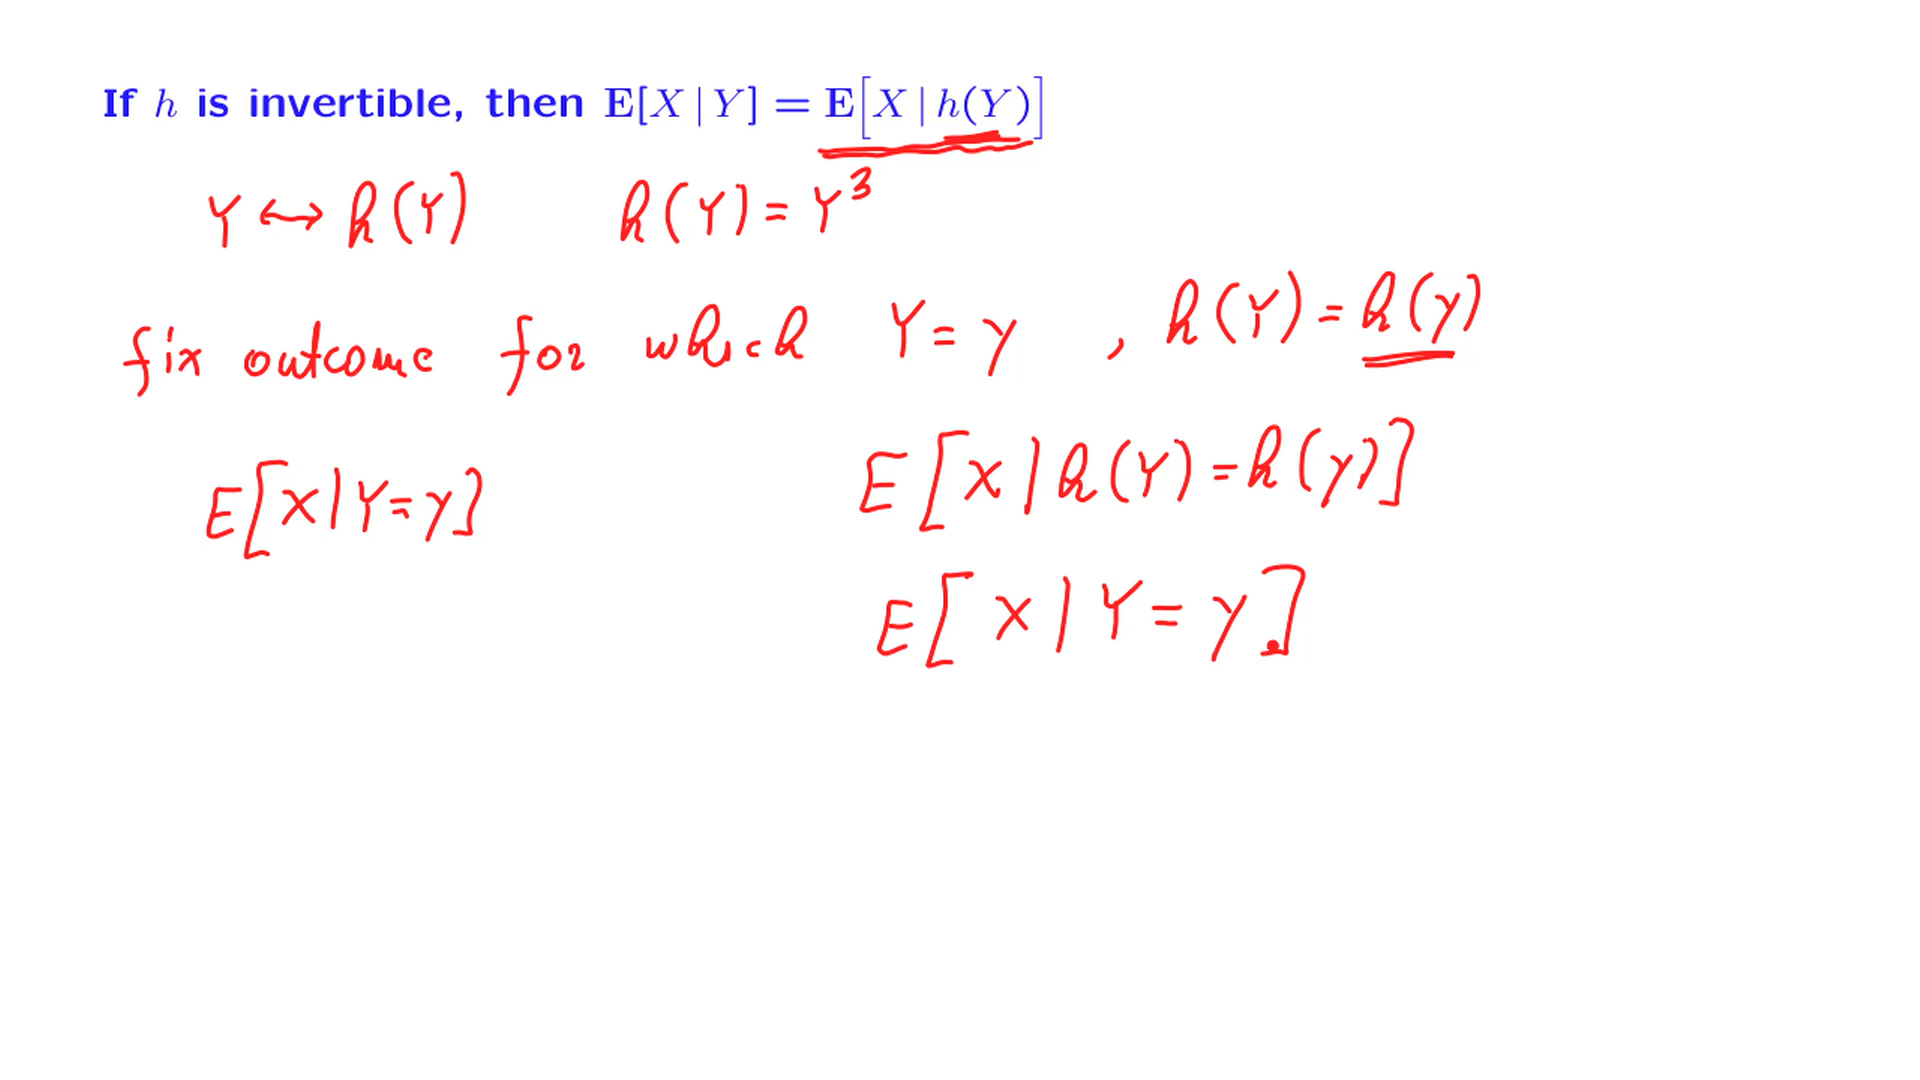 If h is invertible, then E[X | Y] = E[X | h(Y)]
Y ↔ h(Y) h(Y) = Y³
fix outcome for which Y = y , h(Y) = h(y)
E[X | Y = y] E[X | h(Y) = h(y)]
E[X | Y = y]